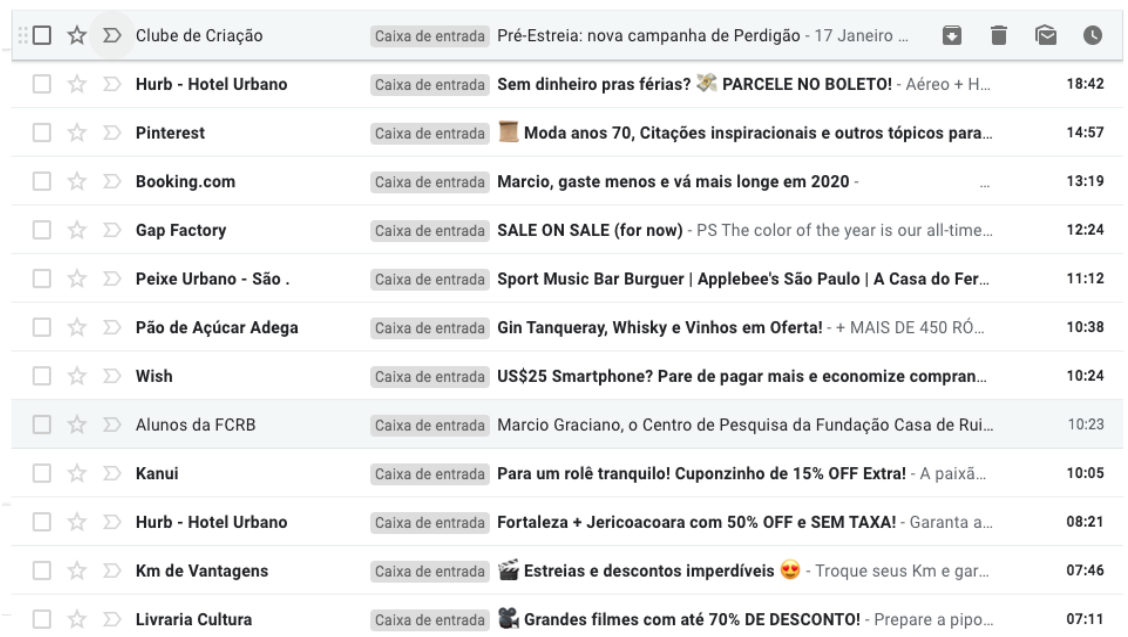 Clube de Criação Caixa de entrada Pré-Estreia: nova campanha de Perdigão - 17 Janeiro ...
Hurb - Hotel Urbano Caixa de entrada Sem dinheiro pras férias? 💸 PARCELE NO BOLETO! - Aéreo + H... 18:42
Pinterest Caixa de entrada 📜 Moda anos 70, Citações inspiracionais e outros tópicos para... 14:57
Booking.com Caixa de entrada Marcio, gaste menos e vá mais longe em 2020 - ... 13:19
Gap Factory Caixa de entrada SALE ON SALE (for now) - PS The color of the year is our all-time... 12:24
Peixe Urbano - São . Caixa de entrada Sport Music Bar Burguer | Applebee's São Paulo | A Casa do Fer... 11:12
Pão de Açúcar Adega Caixa de entrada Gin Tanqueray, Whisky e Vinhos em Oferta! - + MAIS DE 450 RÓ... 10:38
Wish Caixa de entrada US$25 Smartphone? Pare de pagar mais e economize compran... 10:24
Alunos da FCRB Caixa de entrada Marcio Graciano, o Centro de Pesquisa da Fundação Casa de Rui... 10:23
Kanui Caixa de entrada Para um rolê tranquilo! Cuponzinho de 15% OFF Extra! - A paixã... 10:05
Hurb - Hotel Urbano Caixa de entrada Fortaleza + Jericoacoara com 50% OFF e SEM TAXA! - Garanta a... 08:21
Km de Vantagens Caixa de entrada 🎬 Estreias e descontos imperdíveis 😍 - Troque seus Km e gar... 07:46
Livraria Cultura Caixa de entrada 🎥 Grandes filmes com até 70% DE DESCONTO! - Prepare a pipo... 07:11